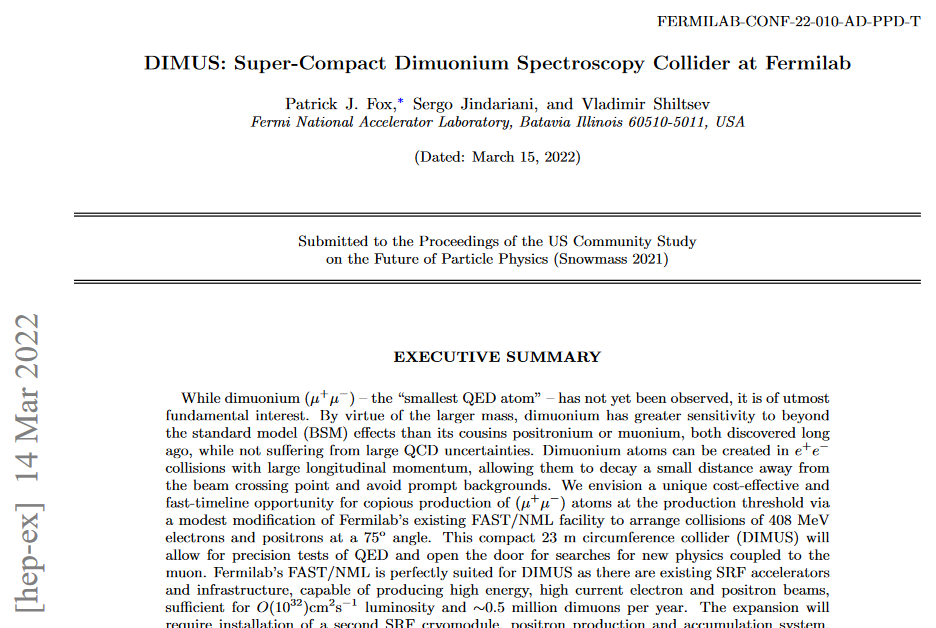 FERMILAB-CONF-22-010-AD-PPD-T
DIMUS: Super-Compact Dimuonium Spectroscopy Collider at Fermilab
Patrick J. Fox,* Sergo Jindariani, and Vladimir Shiltsev
Fermi National Accelerator Laboratory, Batavia Illinois 60510-5011, USA
(Dated: March 15, 2022)
Submitted to the Proceedings of the US Community Study
on the Future of Particle Physics (Snowmass 2021)
[hep-ex] 14 Mar 2022
EXECUTIVE SUMMARY
While dimuonium (μ⁺μ⁻) – the “smallest QED atom” – has not yet been observed, it is of utmost
fundamental interest. By virtue of the larger mass, dimuonium has greater sensitivity to beyond
the standard model (BSM) effects than its cousins positronium or muonium, both discovered long
ago, while not suffering from large QCD uncertainties. Dimuonium atoms can be created in e⁺e⁻
collisions with large longitudinal momentum, allowing them to decay a small distance away from
the beam crossing point and avoid prompt backgrounds. We envision a unique cost-effective and
fast-timeline opportunity for copious production of (μ⁺μ⁻) atoms at the production threshold via
a modest modification of Fermilab’s existing FAST/NML facility to arrange collisions of 408 MeV
electrons and positrons at a 75° angle. This compact 23 m circumference collider (DIMUS) will
allow for precision tests of QED and open the door for searches for new physics coupled to the
muon. Fermilab’s FAST/NML is perfectly suited for DIMUS as there are existing SRF accelerators
and infrastructure, capable of producing high energy, high current electron and positron beams,
sufficient for O(10³²)cm²s⁻¹ luminosity and ∼0.5 million dimuons per year. The expansion will
require installation of a second SRF cryomodule, positron production and accumulation system,